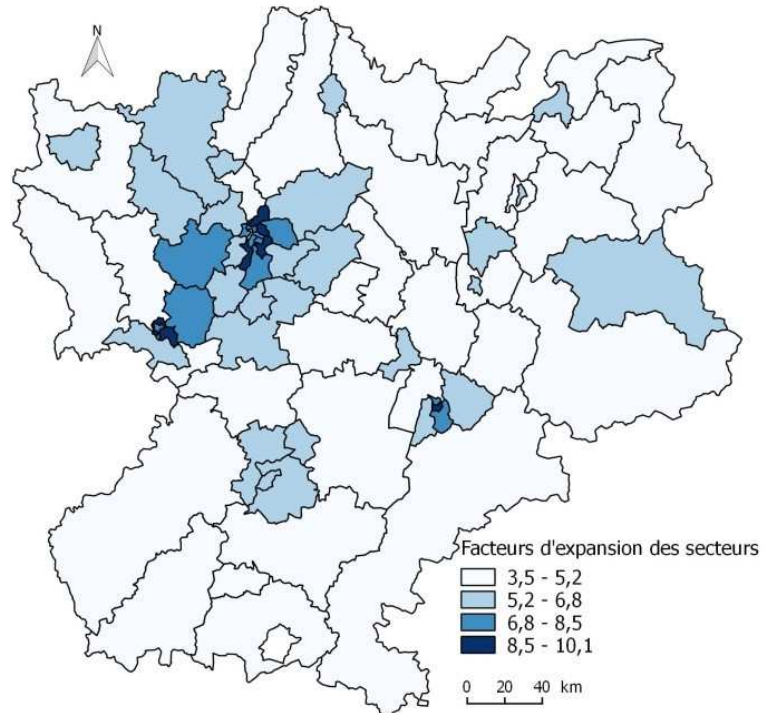 N
Facteurs d'expansion des secteurs
3,5 - 5,2
5,2 - 6,8
6,8 - 8,5
8,5 - 10,1
0 20 40 km